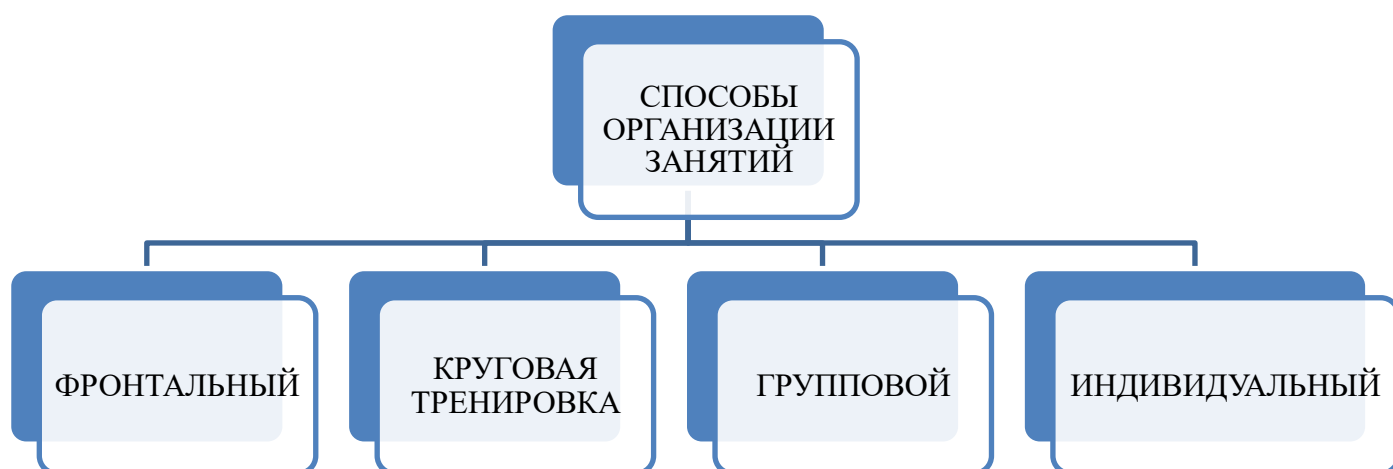 СПОСОБЫ
ОРГАНИЗАЦИИ
ЗАНЯТИЙ
ФРОНТАЛЬНЫЙ
КРУГОВАЯ
ТРЕНИРОВКА
ГРУППОВОЙ
ИНДИВИДУАЛЬНЫЙ